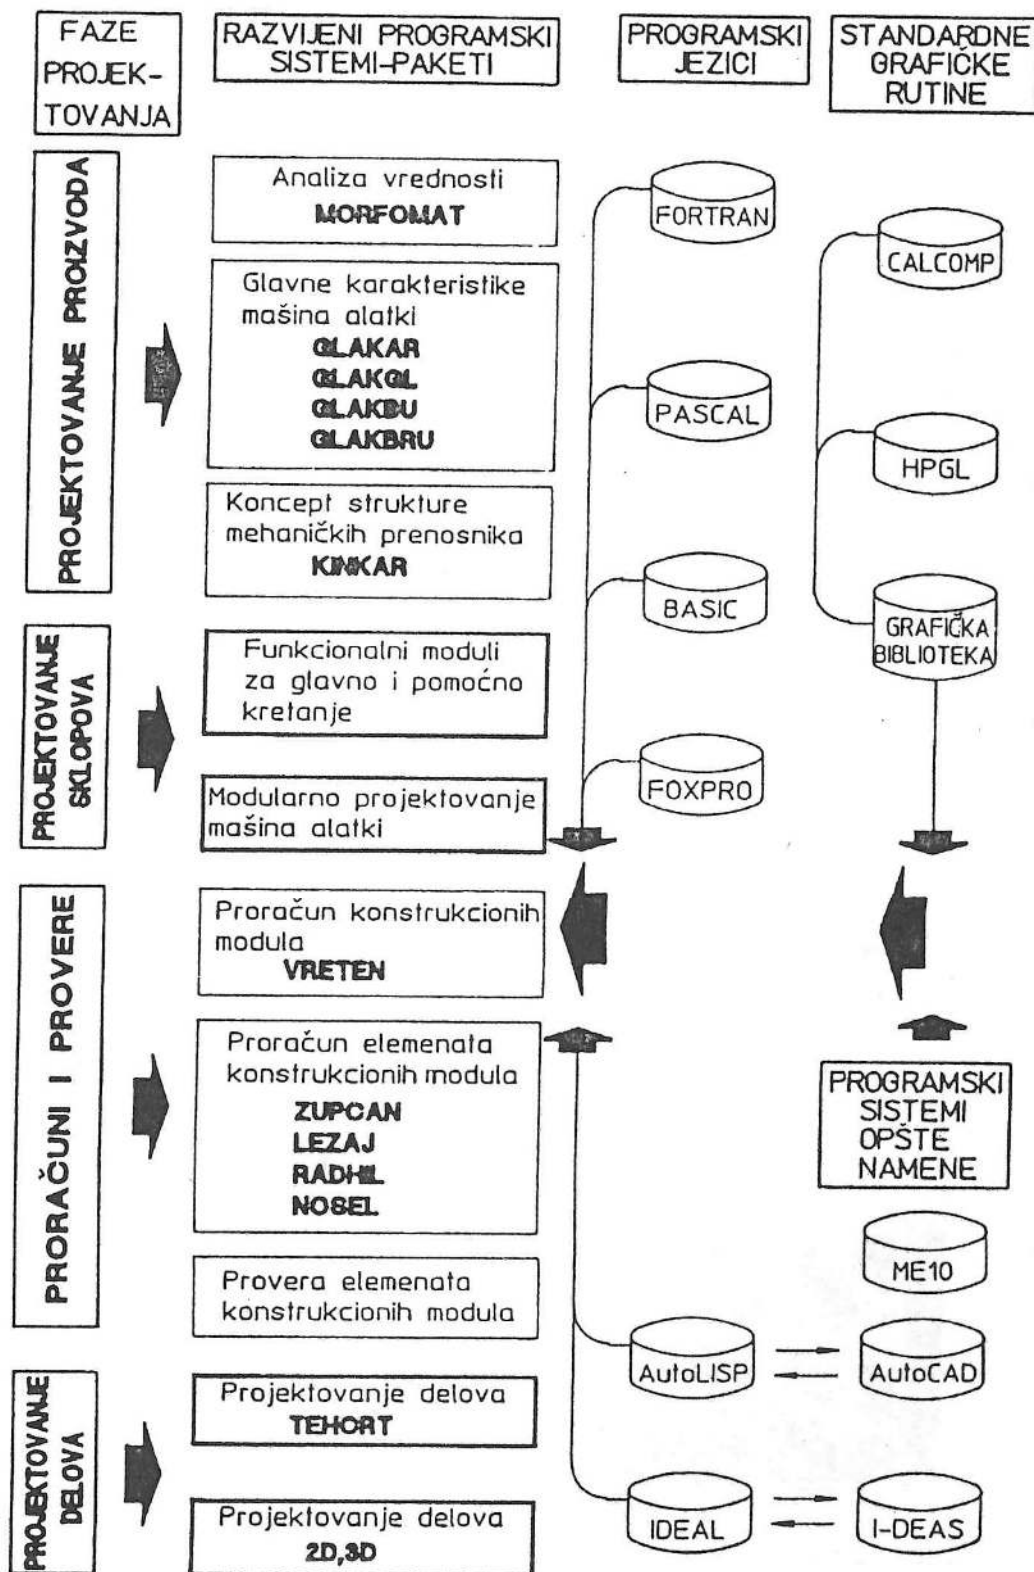 FAZE
PROJEK-
TOVANJA
RAZVIJENI PROGRAMSKI
SISTEMI-PAKETI
PROGRAMSKI
JEZICI
STANDARDNE
GRAFIČKE
RUTINE
PROJEKTOVANJE PROIZVODA
Analiza vrednosti
MORFOMAT
Glavne karakteristike
mašina alatki
GLAKAR
GLAKGL
GLAKBU
GLAKBRU
Koncept strukture
mehaničkih prenosnika
KINKAR
PROJEKTOVANJE
SKLOPOVA
Funkcionalni moduli
za glavno i pomoćno
kretanje
Modularno projektovanje
mašina alatki
PRORAČUNI I PROVERE
Proračun konstrukcionih
modula
VRETEN
Proračun elemenata
konstrukcionih modula
ZUPCAN
LEZAJ
RADHIL
NOSEL
Provera elemenata
konstrukcionih modula
PROJEKTOVANJE
DELOVA
Projektovanje delova
TEHORT
Projektovanje delova
2D,3D
FORTRAN
PASCAL
BASIC
FOXPRO
CALCOMP
HPGL
GRAFIČKA
BIBLIOTEKA
PROGRAMSKI
SISTEMI
OPŠTE
NAMENE
ME10
AutoLISP
AutoCAD
IDEAL
I-DEAS